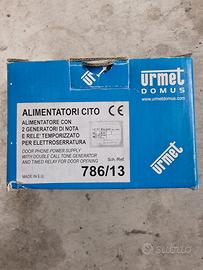 urmet
DOMUS
www.urmetdomus.com
ALIMENTATORI CITO CE
ALIMENTATORE CON
2 GENERATORI DI NOTA
E RELE' TEMPORIZZATO
PER ELETTROSERRATURA
DOOR PHONE POWER SUPPLY
WITH DOUBLE CALL TONE GENERATOR
AND TIMED RELAY FOR DOOR OPENING
Sch./Ref.
MADE IN E.U.
786/13
subito